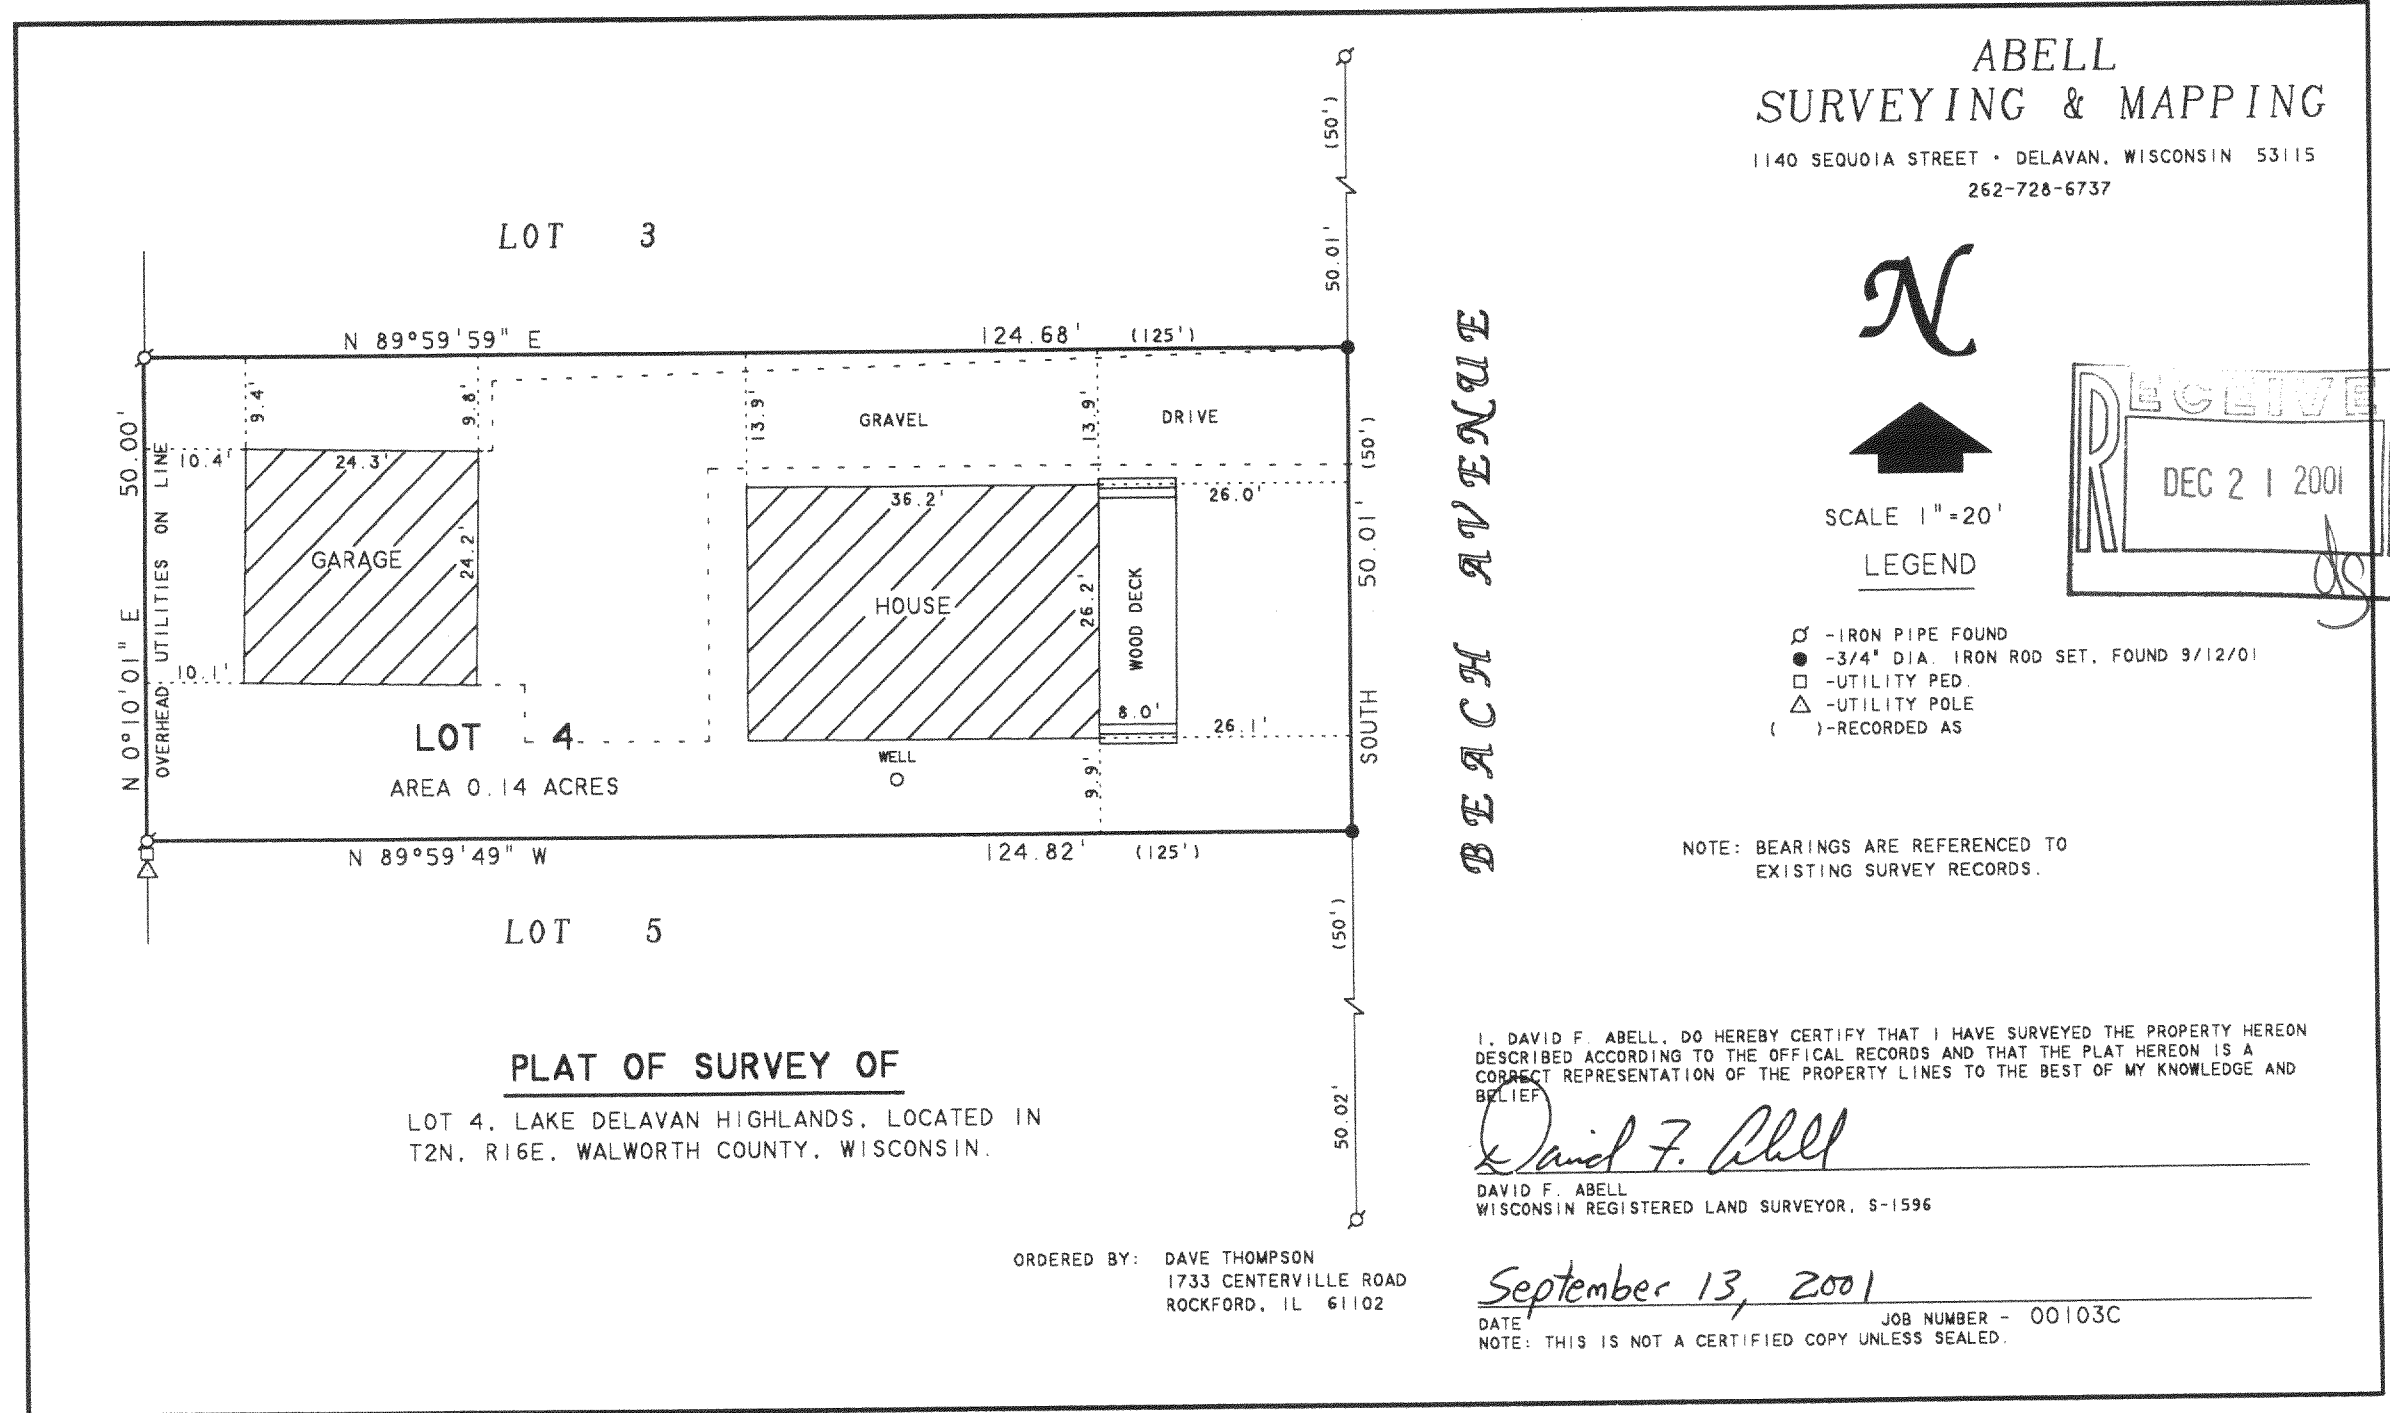 ABELL
SURVEYING & MAPPING
1140 SEQUOIA STREET • DELAVAN, WISCONSIN 53115
262-728-6737
N
SCALE 1"=20'
LEGEND
-IRON PIPE FOUND
-3/4" DIA. IRON ROD SET, FOUND 9/12/01
-UTILITY PED.
-UTILITY POLE
( )-RECORDED AS
RECEIVE
DEC 21 2001
ds
NOTE: BEARINGS ARE REFERENCED TO
EXISTING SURVEY RECORDS.
LOT 3
(50')
50.01'
N 89°59'59" E
124.68' (125')
9.4'
9.8'
13.9'
13.9'
GRAVEL DRIVE
50.00'
N 0°10'01" E
OVERHEAD UTILITIES ON LINE
10.4'
24.3'
GARAGE
24.2'
10.1'
36.2'
HOUSE
26.2'
WOOD DECK
8.0'
26.0'
26.1'
(50')
50.01'
SOUTH
BEACH AVENUE
LOT 4
AREA 0.14 ACRES
WELL
9.9'
N 89°59'49" W
124.82' (125')
LOT 5
(50')
50.02'
PLAT OF SURVEY OF
LOT 4, LAKE DELAVAN HIGHLANDS, LOCATED IN
T2N, R16E, WALWORTH COUNTY, WISCONSIN.
ORDERED BY: DAVE THOMPSON
1733 CENTERVILLE ROAD
ROCKFORD, IL 61102
I, DAVID F. ABELL, DO HEREBY CERTIFY THAT I HAVE SURVEYED THE PROPERTY HEREON
DESCRIBED ACCORDING TO THE OFFICAL RECORDS AND THAT THE PLAT HEREON IS A
CORRECT REPRESENTATION OF THE PROPERTY LINES TO THE BEST OF MY KNOWLEDGE AND
BELIEF.
David F. Abell
DAVID F. ABELL
WISCONSIN REGISTERED LAND SURVEYOR, S-1596
September 13, 2001
DATE
JOB NUMBER - 00103C
NOTE: THIS IS NOT A CERTIFIED COPY UNLESS SEALED.